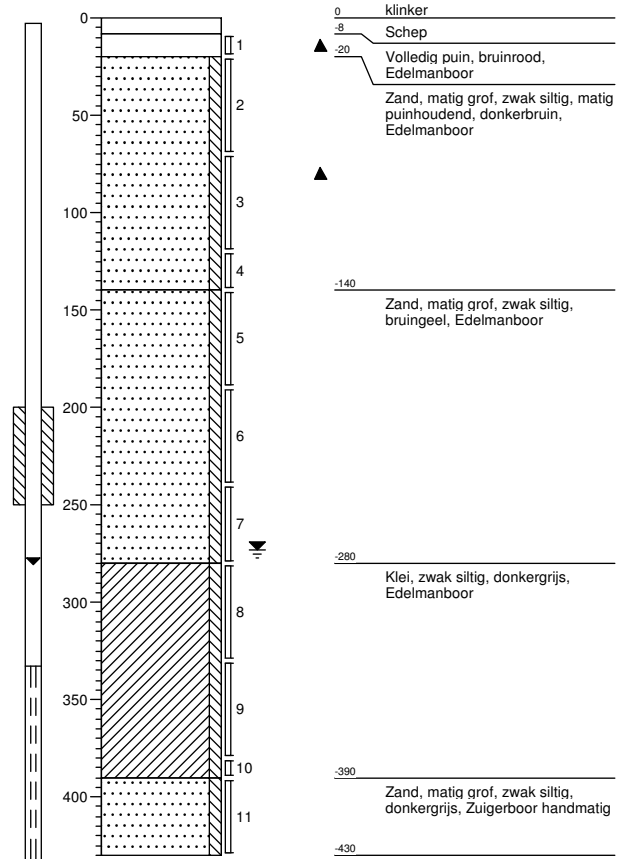 0
50
100
150
200
250
300
350
400
1
2
3
4
5
6
7
8
9
10
11
0 klinker
-8 Schep
-20 Volledig puin, bruinrood,
Edelmanboor
Zand, matig grof, zwak siltig, matig
puinhoudend, donkerbruin,
Edelmanboor
-140
Zand, matig grof, zwak siltig,
bruingeel, Edelmanboor
-280
Klei, zwak siltig, donkergrijs,
Edelmanboor
-390
Zand, matig grof, zwak siltig,
donkergrijs, Zuigerboor handmatig
-430